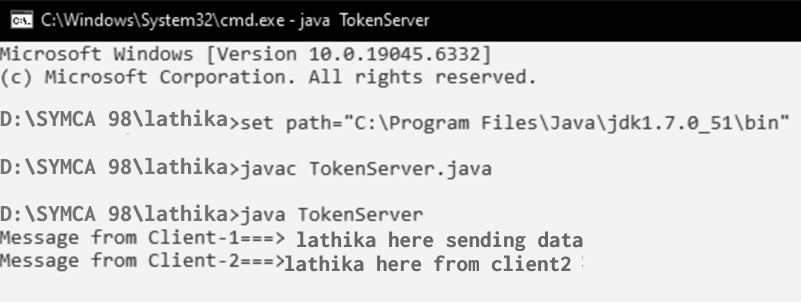 C:\Windows\System32\cmd.exe - java  TokenServer
Microsoft Windows [Version 10.0.19045.6332]
(c) Microsoft Corporation. All rights reserved.
D:\SYMCA 98\lathika>set path="C:\Program Files\Java\jdk1.7.0_51\bin"
D:\SYMCA 98\lathika>javac TokenServer.java
D:\SYMCA 98\lathika>java TokenServer
Message from Client-1===> lathika here sending data
Message from Client-2===>lathika here from client2